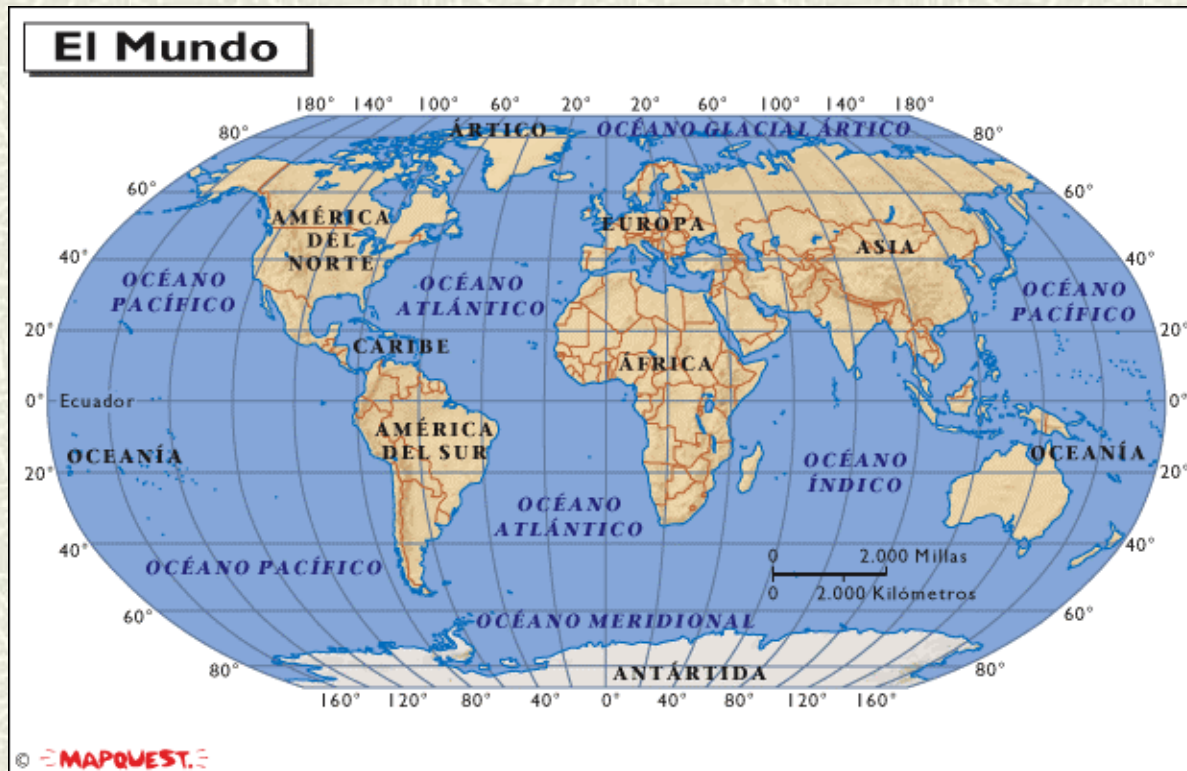 El Mundo
180° 140° 100° 60° 20° 20° 60° 100° 140° 180°
80° ÁRTICO OCÉANO GLACIAL ÁRTICO 80°
60° 60°
AMÉRICA
DEL
NORTE
EUROPA
ASIA
40° 40°
OCÉANO
PACÍFICO
OCÉANO
ATLÁNTICO
OCÉANO
PACÍFICO
20° 20°
CARIBE
ÁFRICA
0° Ecuador 0°
AMÉRICA
DEL SUR
OCEANÍA
OCEANÍA
20° 20°
OCÉANO
ÍNDICO
OCÉANO
ATLÁNTICO
40° 40°
OCÉANO PACÍFICO
0 2.000 Millas
0 2.000 Kilómetros
60° 60°
OCÉANO MERIDIONAL
80° ANTÁRTIDA 80°
160° 120° 80° 40° 0° 40° 80° 120° 160°
© MAPQUEST.